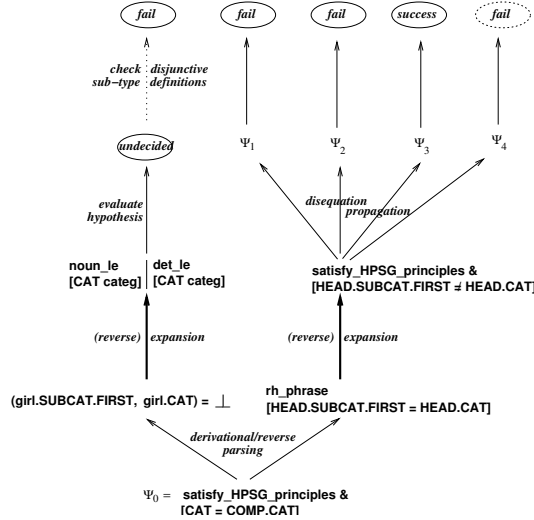 fail fail fail success fail
check disjunctive
sub-type definitions
undecided Ψ1 Ψ2 Ψ3 Ψ4
evaluate
hypothesis
disequation
propagation
noun_le det_le
[CAT categ] [CAT categ]
satisfy_HPSG_principles &
[HEAD.SUBCAT.FIRST ≠ HEAD.CAT]
(reverse) expansion (reverse) expansion
(girl.SUBCAT.FIRST, girl.CAT) = ⊥
rh_phrase
[HEAD.SUBCAT.FIRST = HEAD.CAT]
derivational/reverse
parsing
Ψ0 = satisfy_HPSG_principles &
[CAT = COMP.CAT]